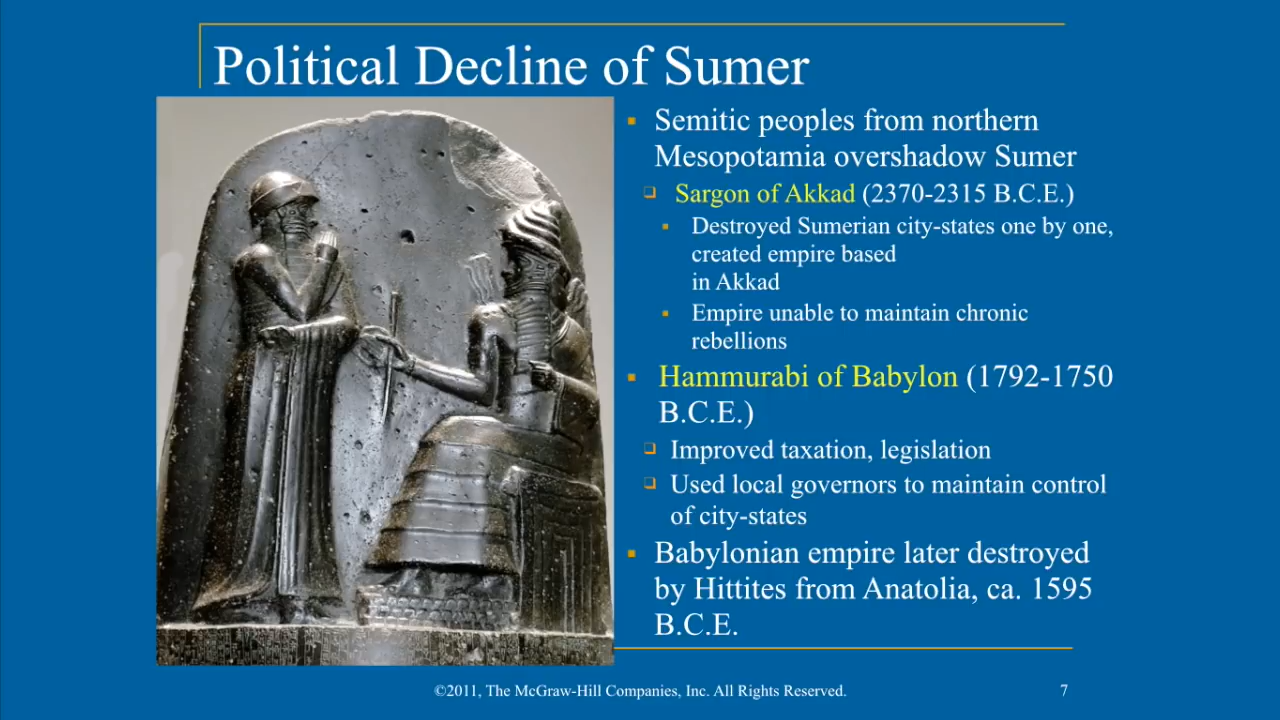 Political Decline of Sumer
▪ Semitic peoples from northern
Mesopotamia overshadow Sumer
❑ Sargon of Akkad (2370-2315 B.C.E.)
▪ Destroyed Sumerian city-states one by one,
created empire based
in Akkad
▪ Empire unable to maintain chronic
rebellions
▪ Hammurabi of Babylon (1792-1750
B.C.E.)
❑ Improved taxation, legislation
❑ Used local governors to maintain control
of city-states
▪ Babylonian empire later destroyed
by Hittites from Anatolia, ca. 1595
B.C.E.
©2011, The McGraw-Hill Companies, Inc. All Rights Reserved.
7